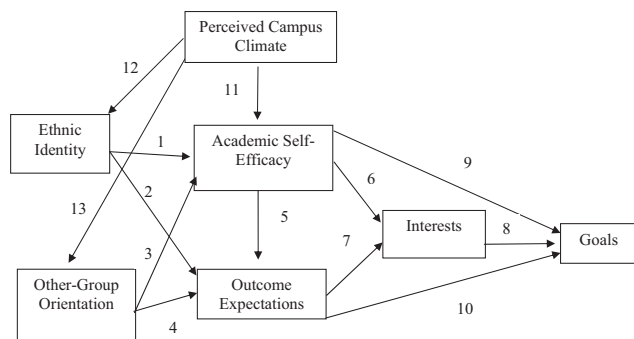 Perceived Campus
Climate
12
11
Ethnic
Identity
1
Academic Self-
Efficacy
9
2
6
13
5
Interests
8
Goals
3
7
Other-Group
Orientation
Outcome
Expectations
4
10